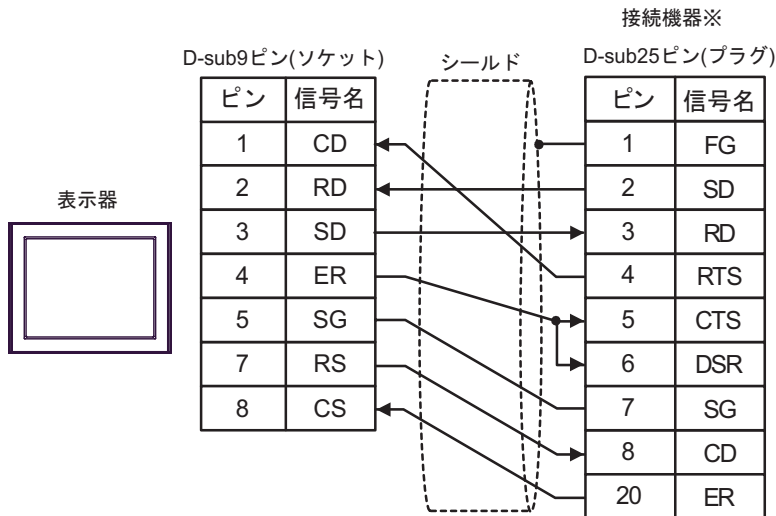 接続機器※
D-sub9ピン(ソケット) シールド D-sub25ピン(プラグ)
ピン 信号名 ピン 信号名
1 CD 1 FG
2 RD 2 SD
表示器
3 SD 3 RD
4 ER 4 RTS
5 SG 5 CTS
7 RS 6 DSR
8 CS 7 SG
8 CD
20 ER